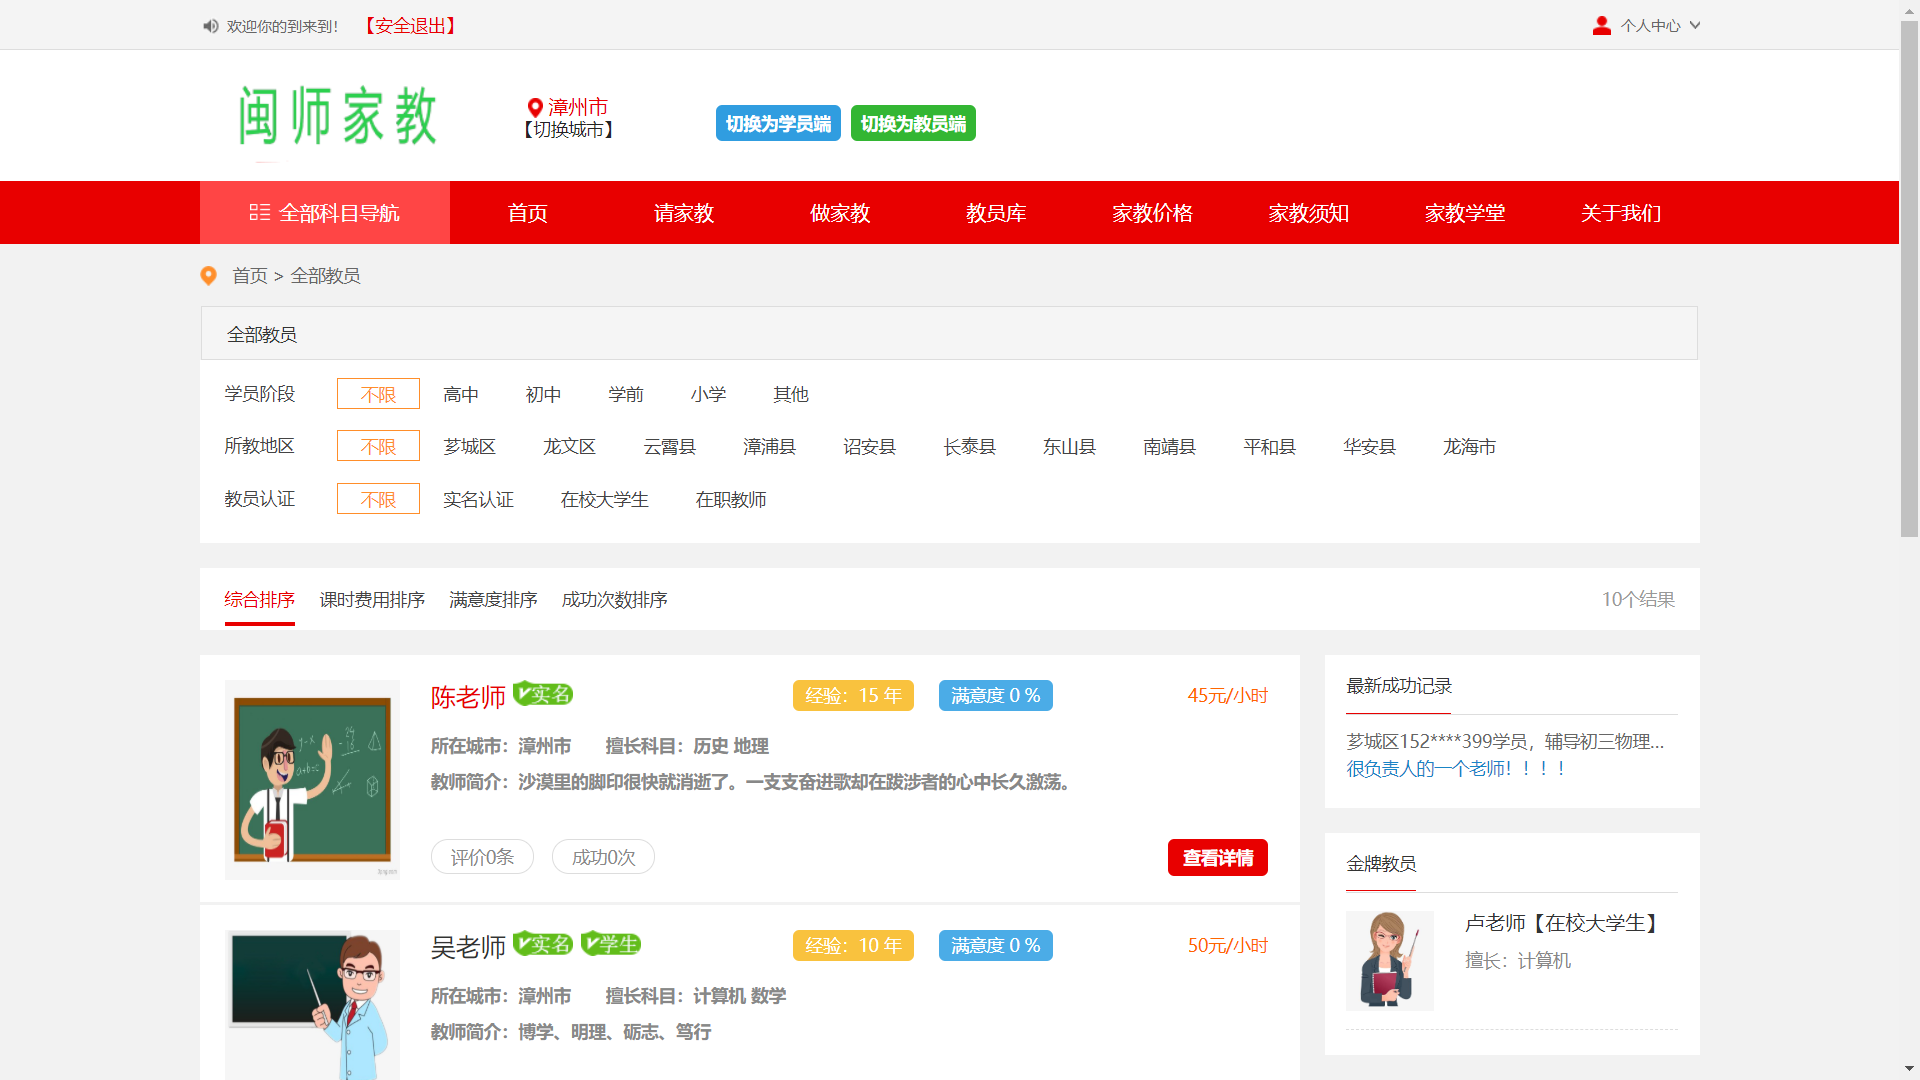 欢迎你的到来到！ 【安全退出】 个人中心
闽师家教
漳州市
【切换城市】
切换为学员端 切换为教员端
全部科目导航 首页 请家教 做家教 教员库 家教价格 家教须知 家教学堂 关于我们
首页 > 全部教员
全部教员
学员阶段 不限 高中 初中 学前 小学 其他
所教地区 不限 芗城区 龙文区 云霄县 漳浦县 诏安县 长泰县 东山县 南靖县 平和县 华安县 龙海市
教员认证 不限 实名认证 在校大学生 在职教师
综合排序 课时费用排序 满意度排序 成功次数排序 10个结果
陈老师 实名 经验：15 年 满意度 0 % 45元/小时
所在城市：漳州市 擅长科目：历史 地理
教师简介：沙漠里的脚印很快就消逝了。一支支奋进歌却在跋涉者的心中长久激荡。
评价0条 成功0次 查看详情
吴老师 实名 学生 经验：10 年 满意度 0 % 50元/小时
所在城市：漳州市 擅长科目：计算机 数学
教师简介：博学、明理、砺志、笃行
最新成功记录
芗城区152****399学员，辅导初三物理...
很负责人的一个老师！！！！
金牌教员
卢老师【在校大学生】
擅长：计算机